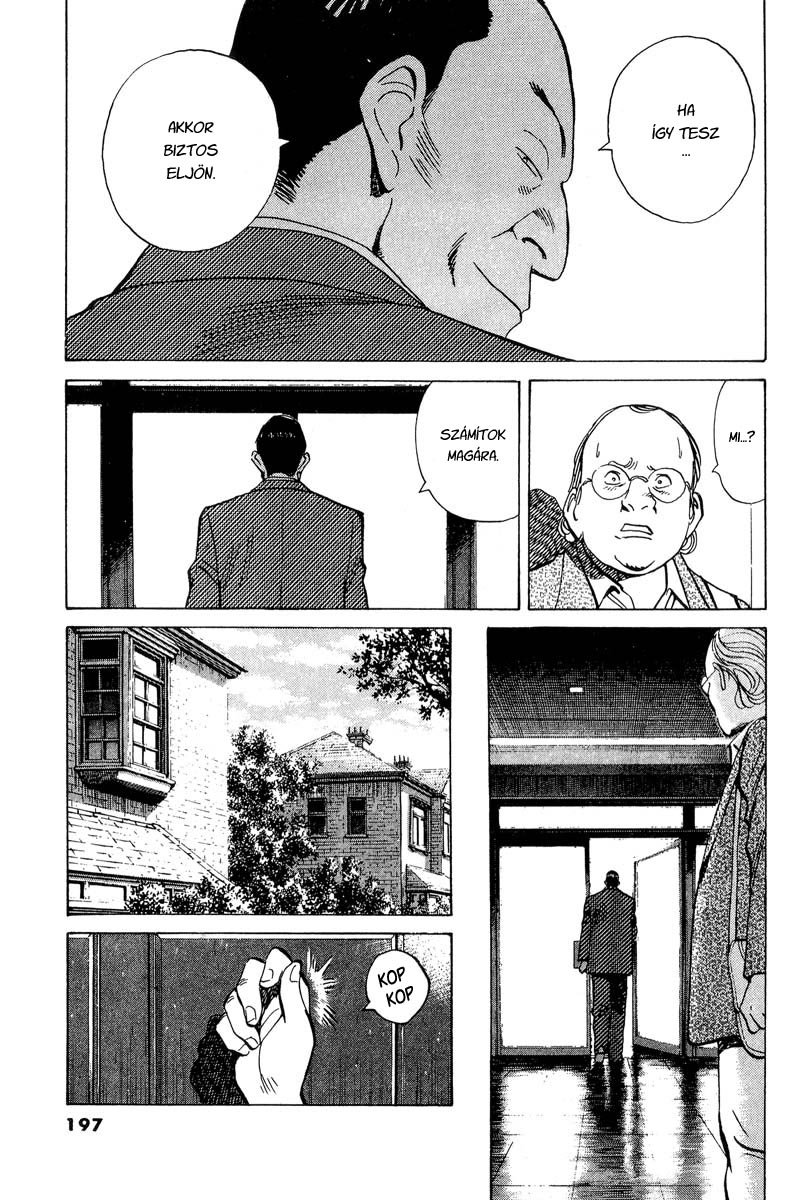 HA
ÍGY TESZ
...
AKKOR
BIZTOS
ELJÖN.
MI...?
SZÁMÍTOK
MAGÁRA.
KOP
KOP
197